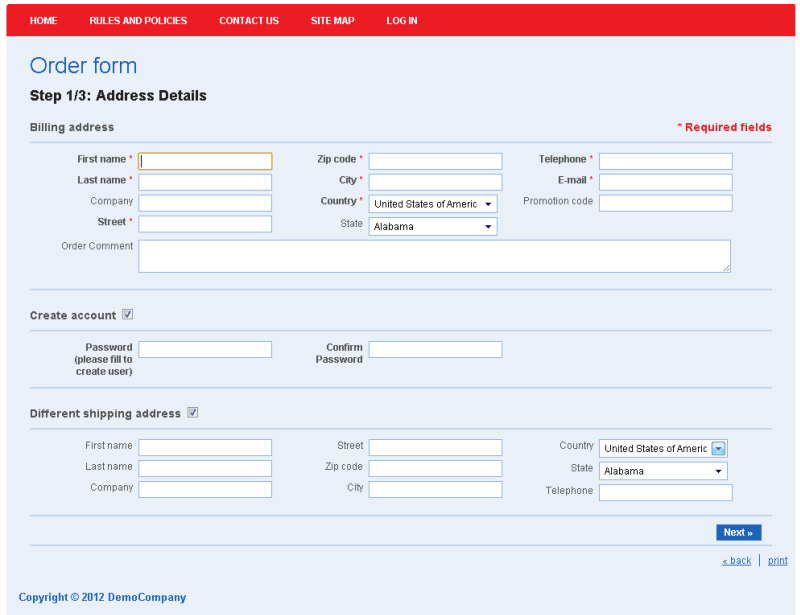 HOME RULES AND POLICIES CONTACT US SITE MAP LOG IN
Order form
Step 1/3: Address Details
Billing address * Required fields
First name * Zip code * Telephone *
Last name * City * E-mail *
Company Country * United States of Americ Promotion code
Street * State Alabama
Order Comment
Create account
Password Confirm
(please fill to Password
create user)
Different shipping address
First name Street Country United States of Americ
Last name Zip code State Alabama
Company City Telephone
Next »
« back | print
Copyright © 2012 DemoCompany